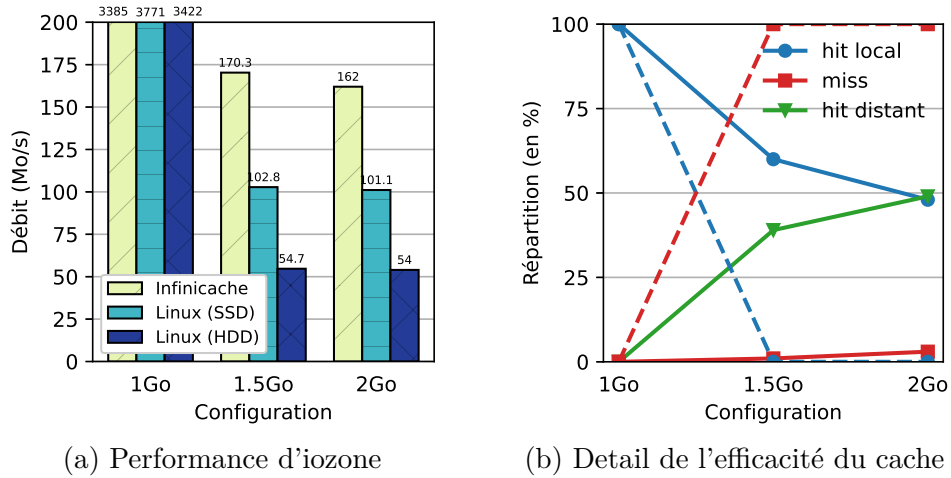 3385 3771 3422
200
175
150
125
100
75
50
25
0
170.3
162
102.8
101.1
54.7
54
Débit (Mo/s)
Infinicache
Linux (SSD)
Linux (HDD)
1Go 1.5Go 2Go
Configuration
(a) Performance d'iozone
100
75
50
25
0
Répartition (en %)
hit local
miss
hit distant
1Go 1.5Go 2Go
Configuration
(b) Detail de l'efficacité du cache